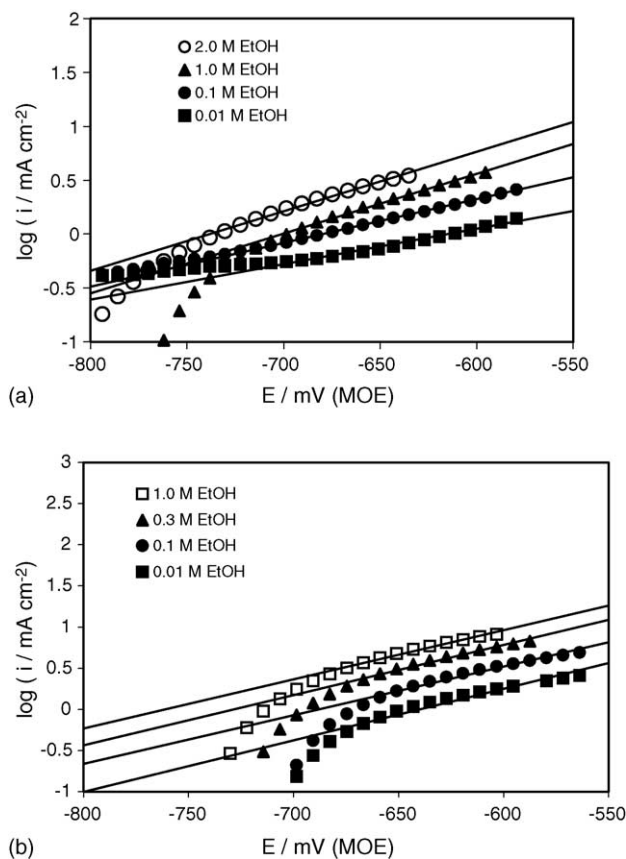 2
1.5
1
0.5
0
-0.5
-1
log ( i / mA cm-2)
2.0 M EtOH
1.0 M EtOH
0.1 M EtOH
0.01 M EtOH
-800 -750 -700 -650 -600 -550
E / mV (MOE)
(a)
3
2.5
2
1.5
1
0.5
0
-0.5
-1
log ( i / mA cm-2)
1.0 M EtOH
0.3 M EtOH
0.1 M EtOH
0.01 M EtOH
-800 -750 -700 -650 -600 -550
E / mV (MOE)
(b)